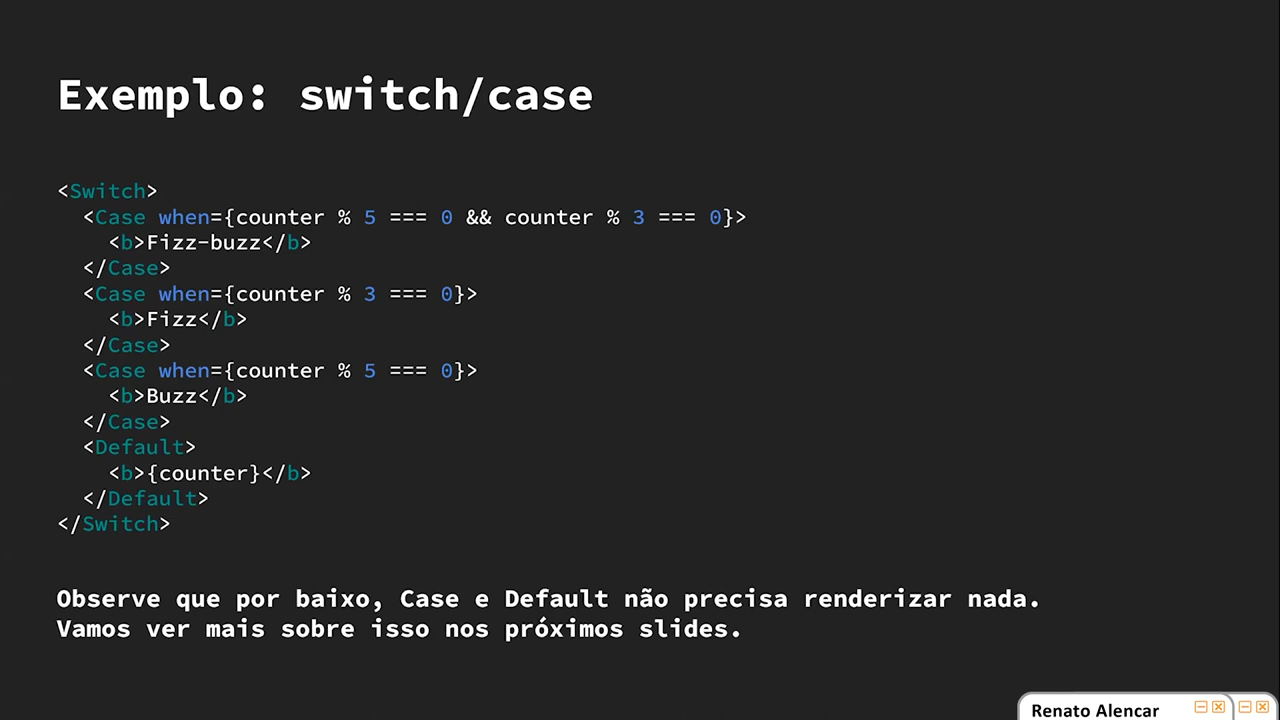 Exemplo: switch/case
<Switch>
  <Case when={counter % 5 === 0 && counter % 3 === 0}>
    <b>Fizz-buzz</b>
  </Case>
  <Case when={counter % 3 === 0}>
    <b>Fizz</b>
  </Case>
  <Case when={counter % 5 === 0}>
    <b>Buzz</b>
  </Case>
  <Default>
    <b>{counter}</b>
  </Default>
</Switch>
Observe que por baixo, Case e Default não precisa renderizar nada.
Vamos ver mais sobre isso nos próximos slides.
Renato Alencar